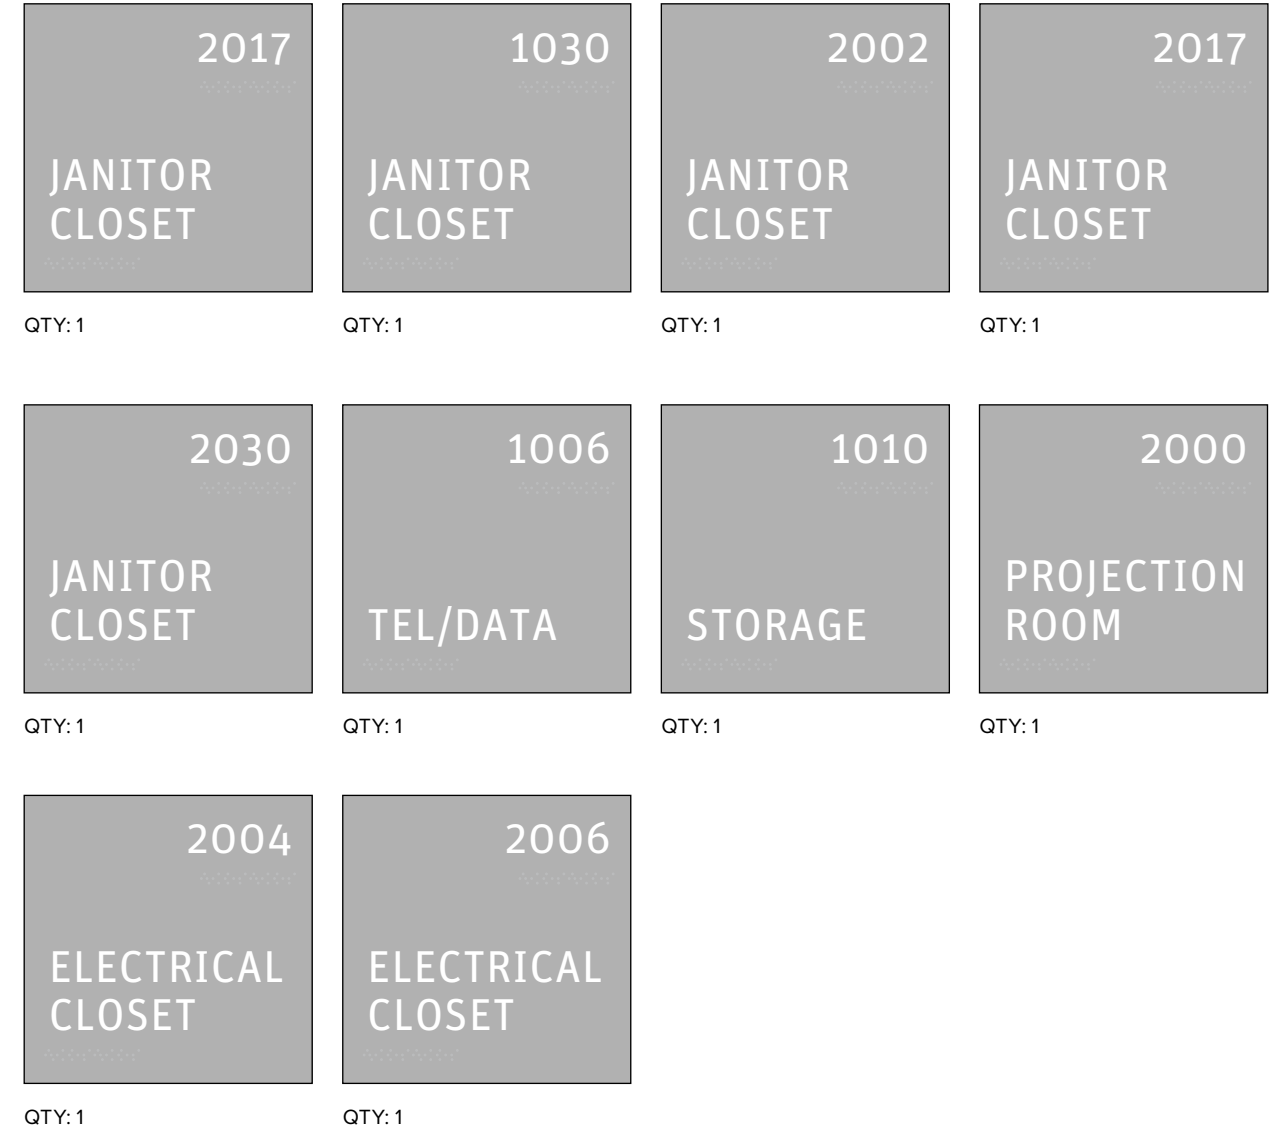 2017
JANITOR
CLOSET
QTY: 1
1030
JANITOR
CLOSET
QTY: 1
2002
JANITOR
CLOSET
QTY: 1
2017
JANITOR
CLOSET
QTY: 1
2030
JANITOR
CLOSET
QTY: 1
1006
TEL/DATA
QTY: 1
1010
STORAGE
QTY: 1
2000
PROJECTION
ROOM
QTY: 1
2004
ELECTRICAL
CLOSET
QTY: 1
2006
ELECTRICAL
CLOSET
QTY: 1